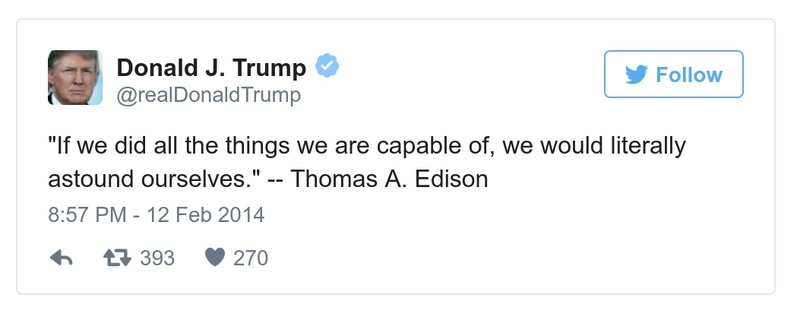 Donald J. Trump
@realDonaldTrump
Follow
"If we did all the things we are capable of, we would literally
astound ourselves." -- Thomas A. Edison
8:57 PM - 12 Feb 2014
393 270